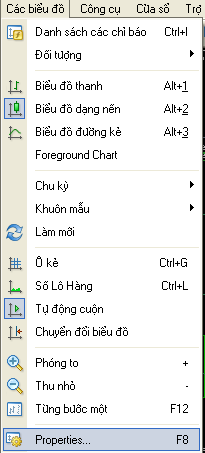 Các biểu đồ Công cụ Cửa sổ Trợ
Danh sách các chỉ báo Ctrl+I
Đối tượng
Biểu đồ thanh Alt+1
Biểu đồ dạng nến Alt+2
Biểu đồ đường kẻ Alt+3
Foreground Chart
Chu kỳ
Khuôn mẫu
Làm mới
Ô kẻ Ctrl+G
Số Lô Hàng Ctrl+L
Tự động cuộn
Chuyển đổi biểu đồ
Phóng to +
Thu nhỏ -
Từng bước một F12
Properties... F8